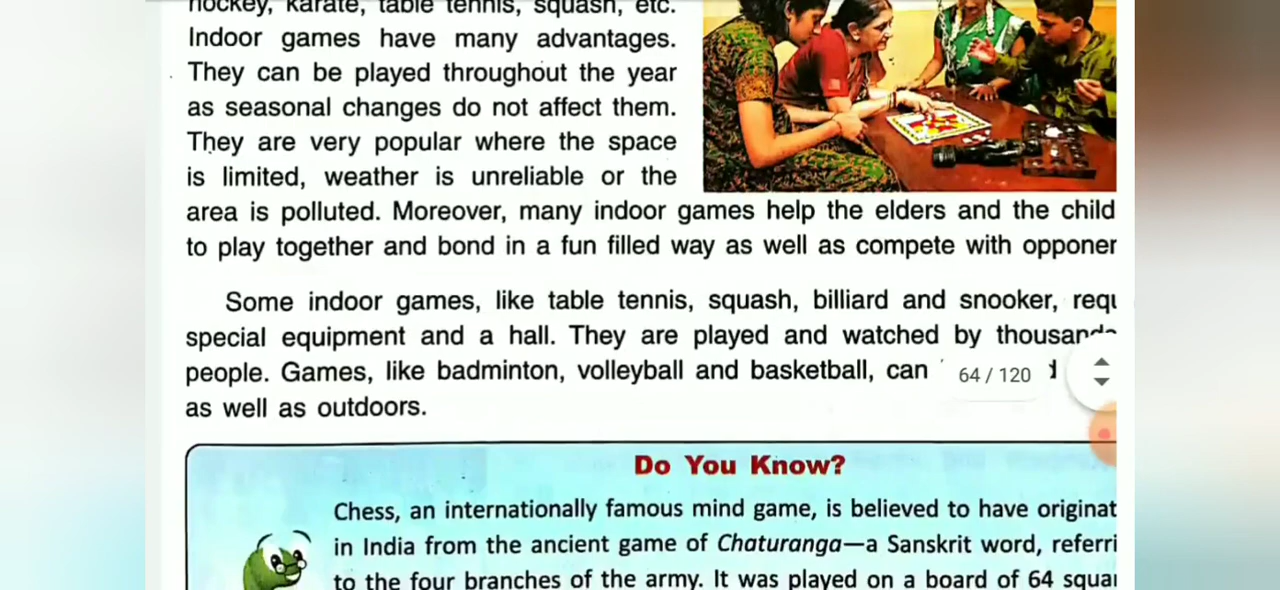 hockey, karate, table tennis, squash, etc.
Indoor games have many advantages.
They can be played throughout the year
as seasonal changes do not affect them.
They are very popular where the space
is limited, weather is unreliable or the
area is polluted. Moreover, many indoor games help the elders and the child
to play together and bond in a fun filled way as well as compete with
Some indoor games, like table tennis, squash, billiard and snooker,
special equipment and a hall. They are played and watched by
people. Games, like badminton, volleyball and basketball, can
64 / 120
as well as outdoors.
Do You Know?
Chess, an internationally famous mind game, is believed to have originat
in India from the ancient game of Chaturanga—a Sanskrit word, referri
to the four branches of the army. It was played on a board of 64